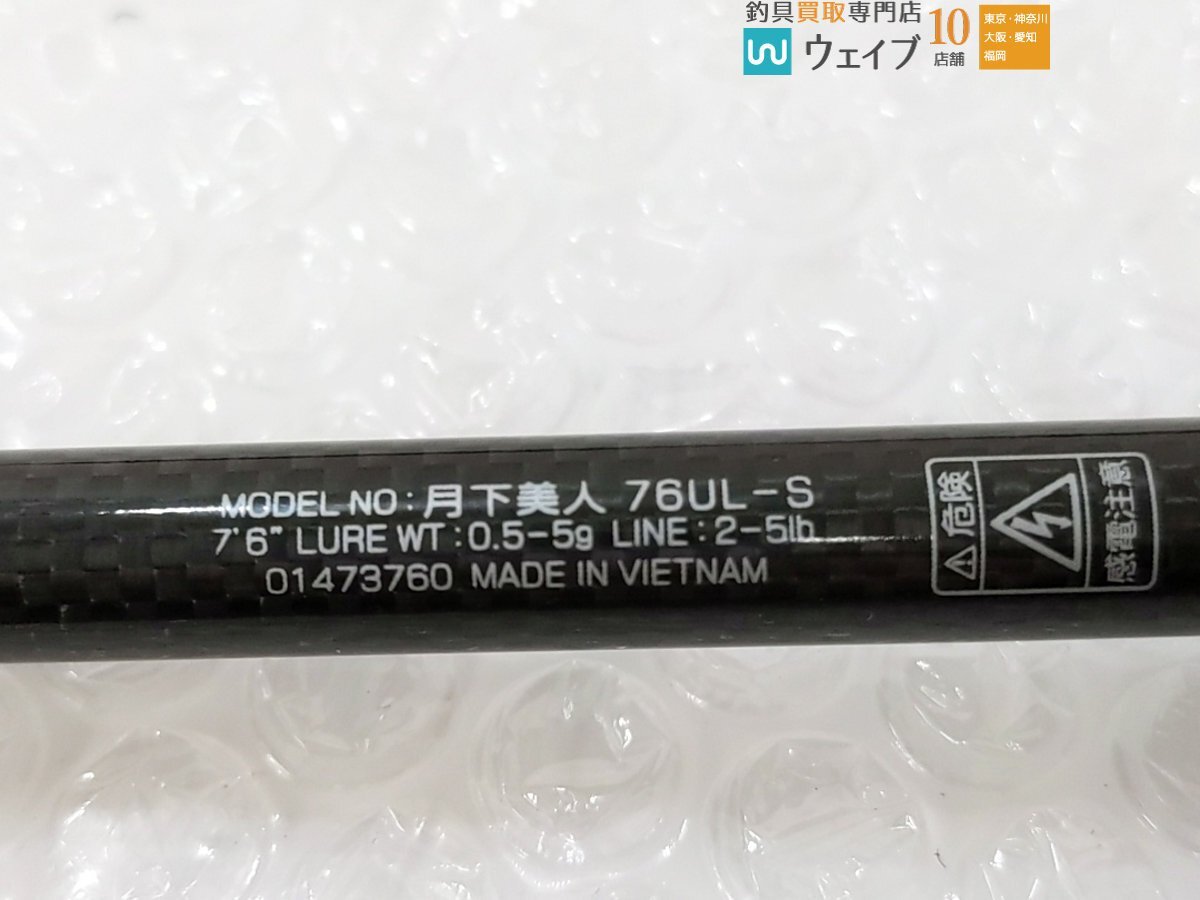 釣具買取専門店
ウェイブ
10
店舗
東京・神奈川
大阪・愛知
福岡
MODEL NO : 月下美人 76UL-S
7'6" LURE WT : 0.5-5g LINE : 2-5lb
01473760 MADE IN VIETNAM
危険
感電注意